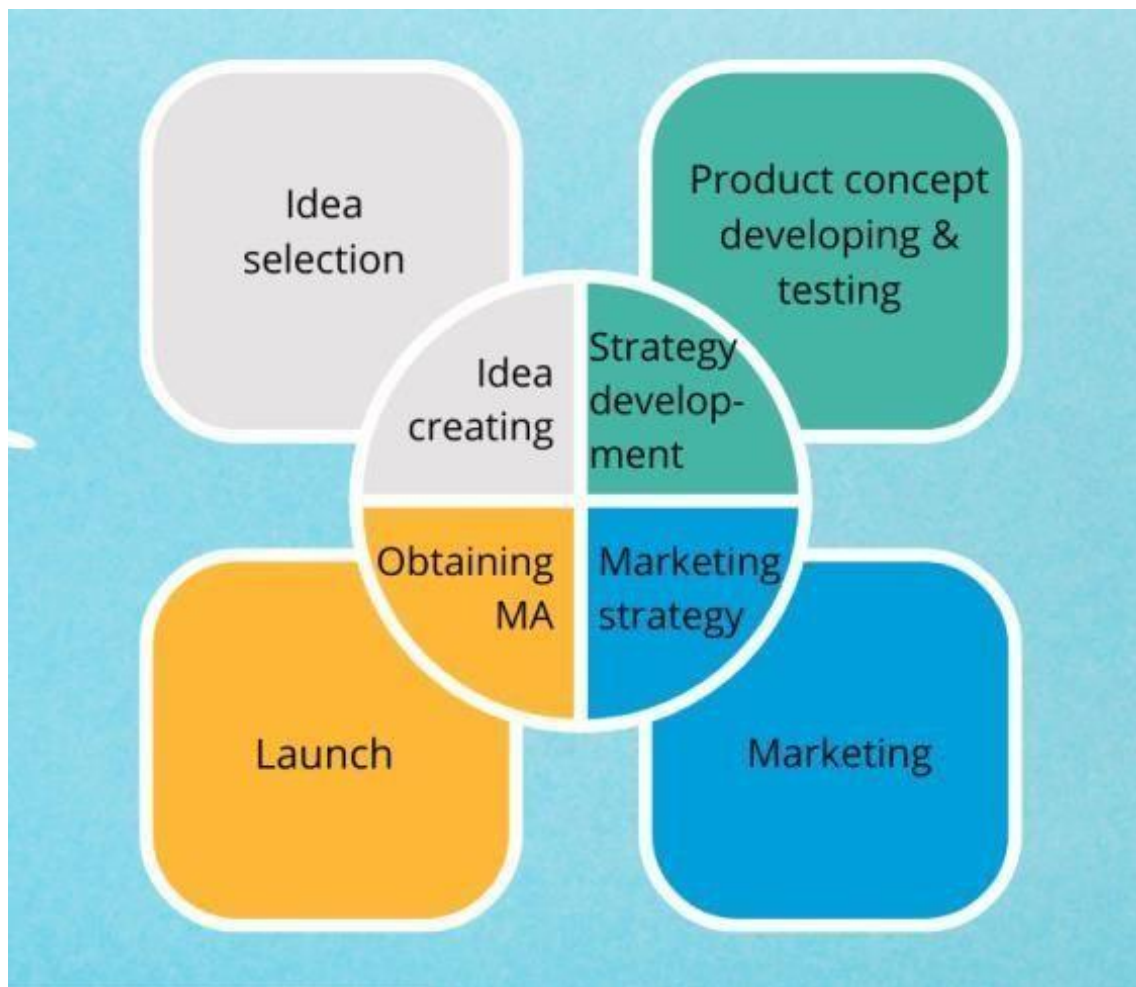 Idea
selection
Product concept
developing &
testing
Idea
creating
Strategy
develop-
ment
Obtaining
MA
Marketing
strategy
Launch
Marketing